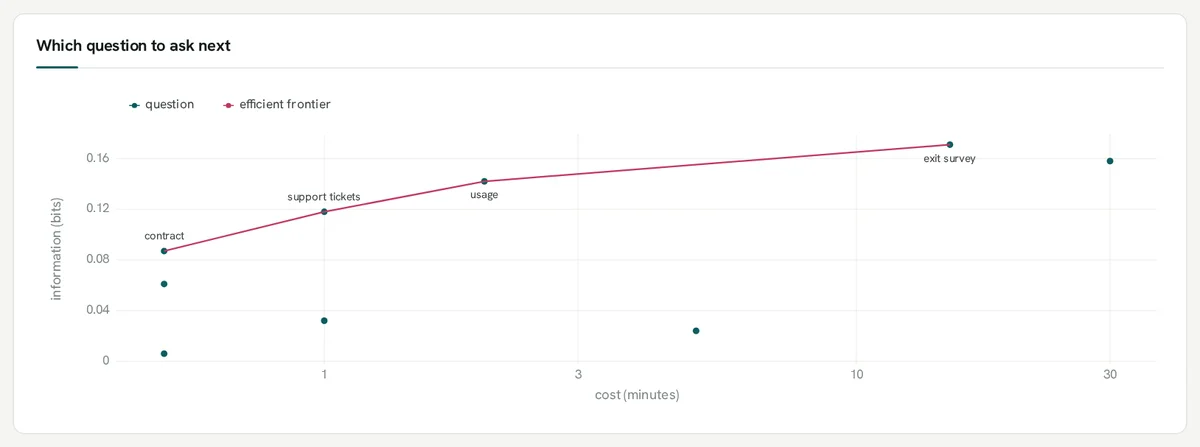 Which question to ask next
question
efficient frontier
information (bits)
0.16
0.12
0.08
0.04
0
contract
support tickets
usage
exit survey
1
3
10
30
cost (minutes)